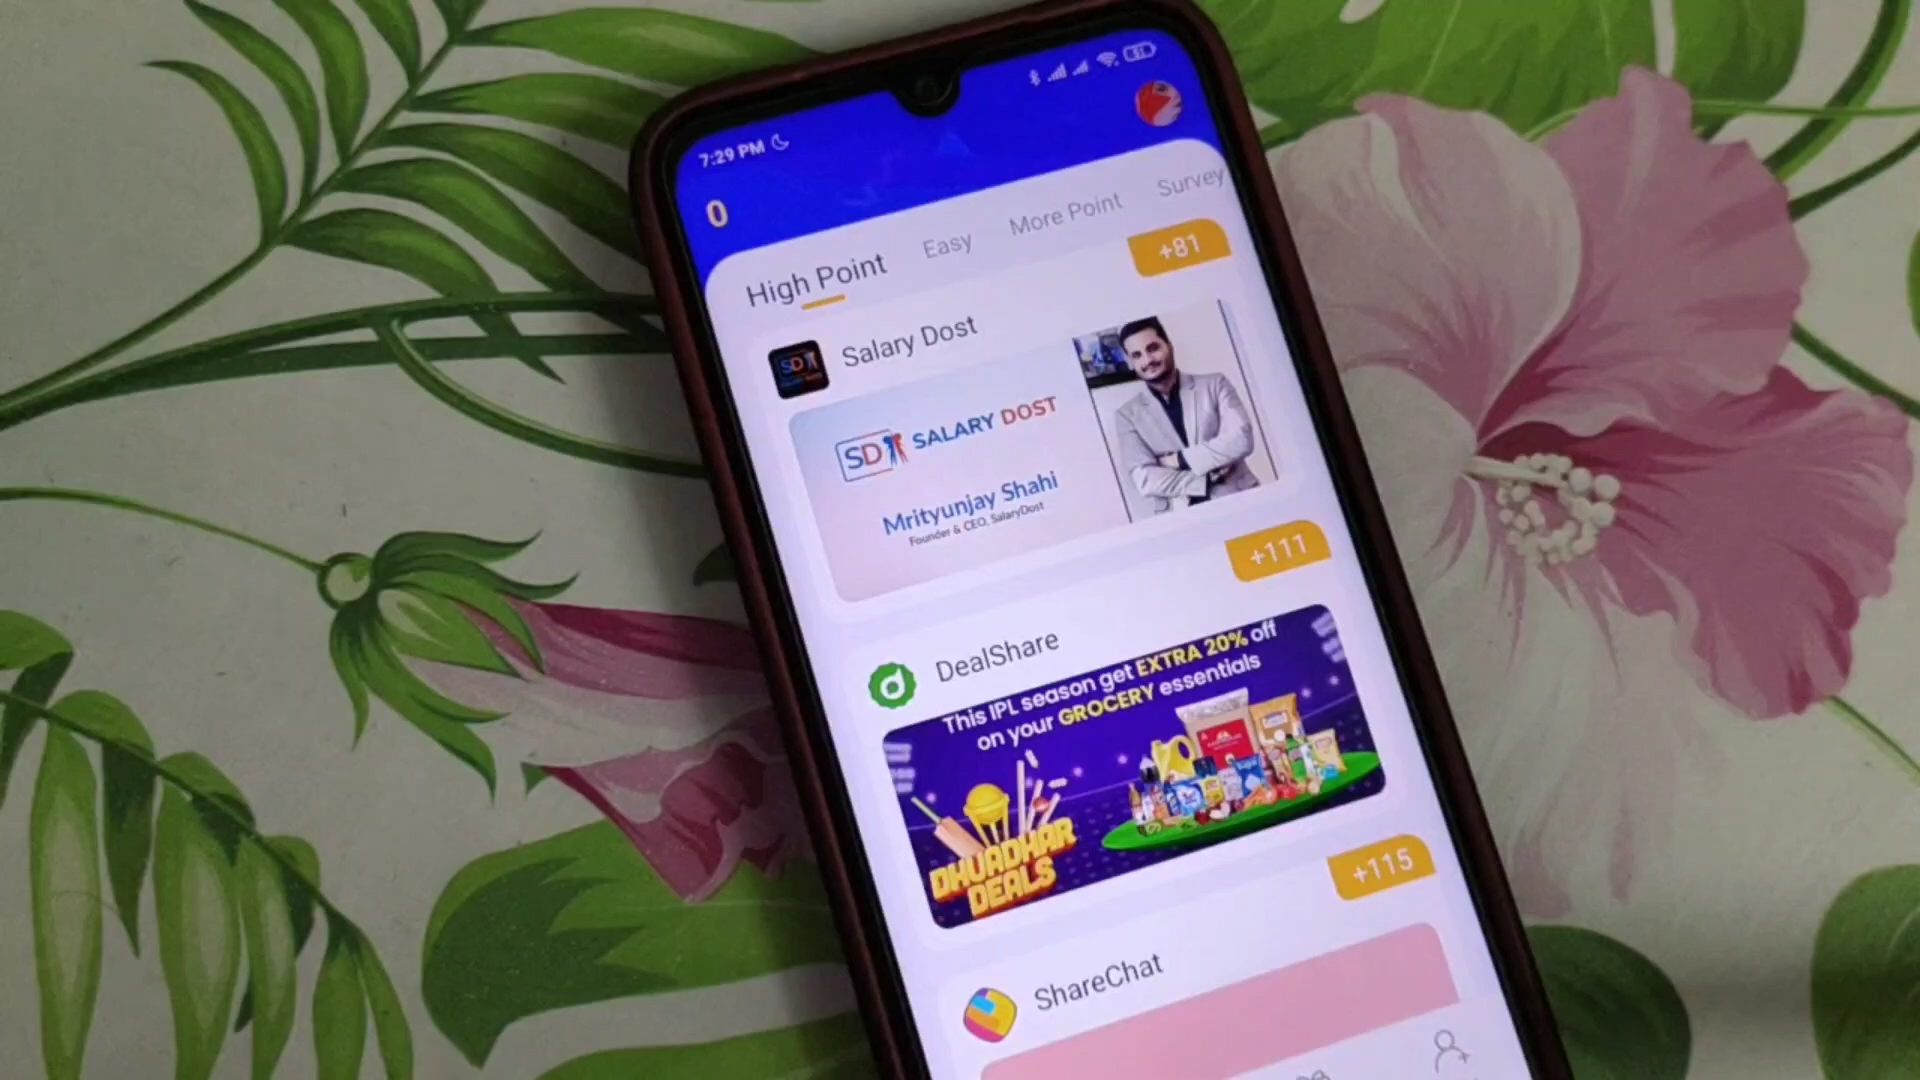 7:29 PM
51
0
High Point
Easy
More Point
Survey
+81
SD
Salary Dost
SD SALARY DOST
Mrityunjay Shahi
Founder & CEO, SalaryDost
+111
DealShare
This IPL season get EXTRA 20% off
on your GROCERY essentials
DHUADHAR
DEALS
+115
ShareChat